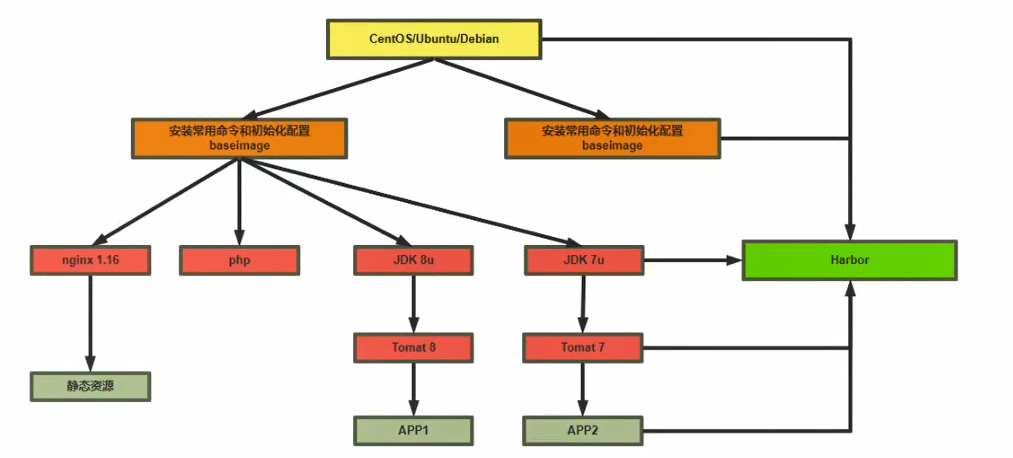 CentOS/Ubuntu/Debian
安装常用命令和初始化配置
baseimage
安装常用命令和初始化配置
baseimage
nginx 1.16
php
JDK 8u
JDK 7u
Harbor
Tomat 8
Tomat 7
静态资源
APP1
APP2